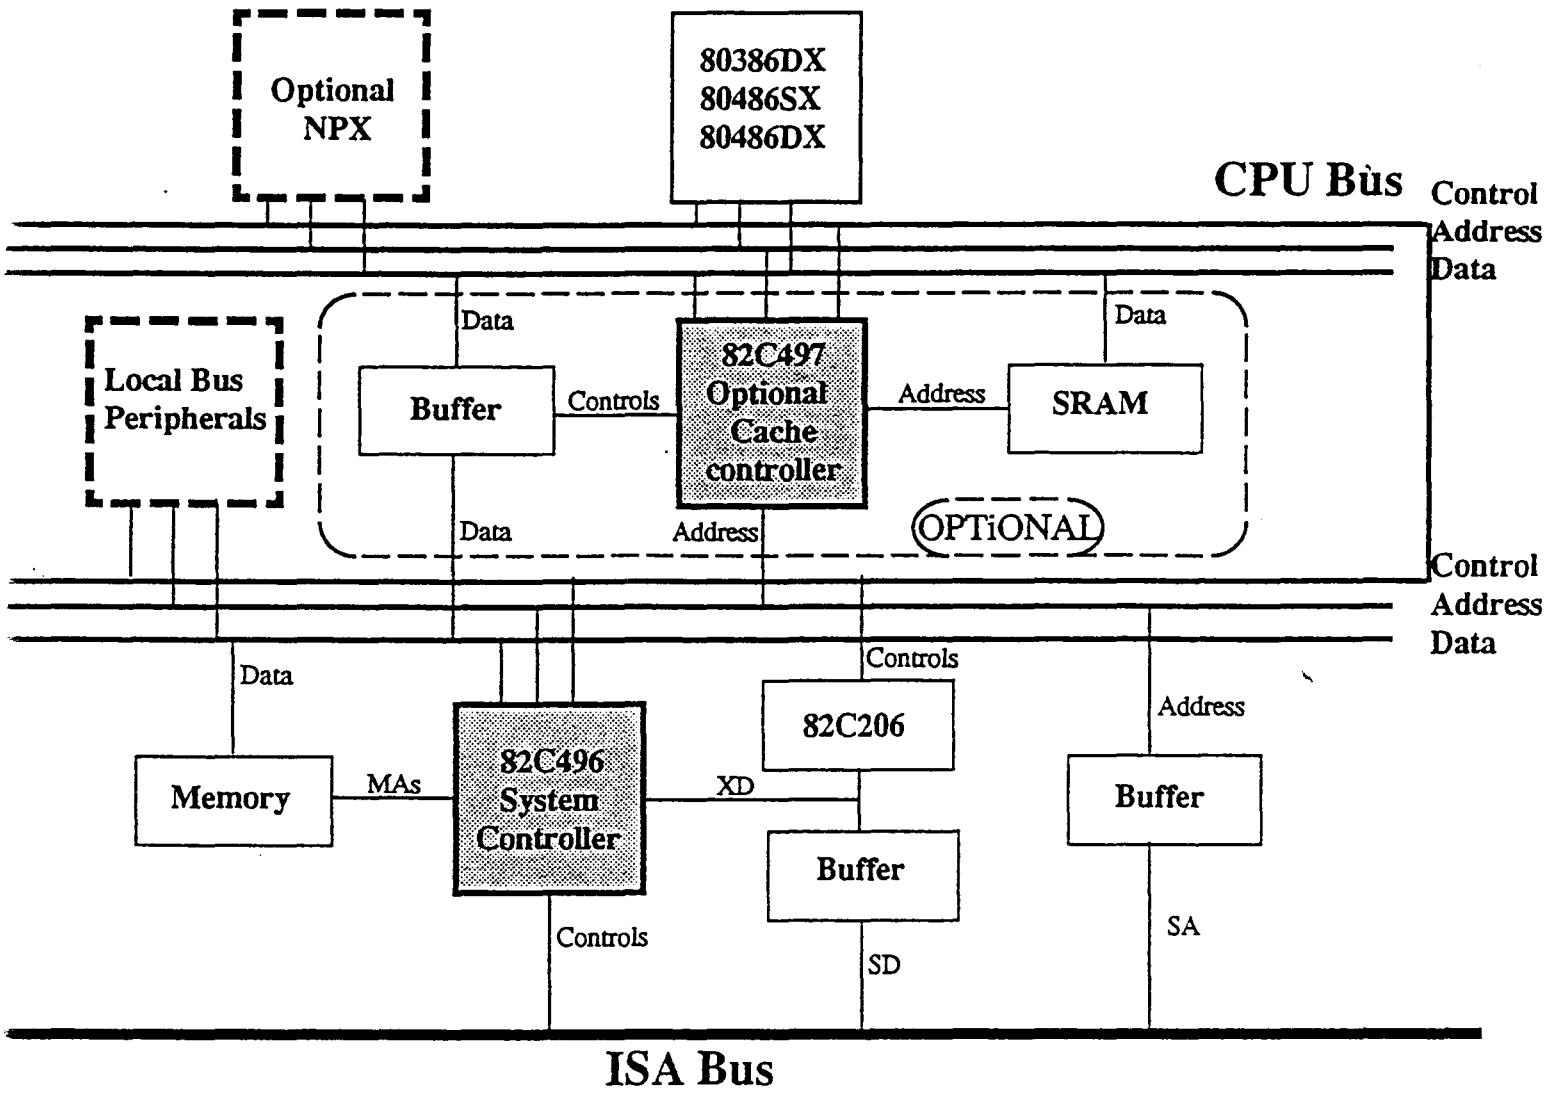 Optional
NPX
80386DX
80486SX
80486DX
CPU Bus
Control
Address
Data
Local Bus
Peripherals
Data
Buffer
Controls
82C497
Optional
Cache
controller
Address
Data
SRAM
Data
Address
OPTiONAL
Control
Address
Data
Data
Memory
MAs
82C496
System
Controller
XD
Controls
82C206
Buffer
Address
Buffer
Controls
SD
SA
ISA Bus